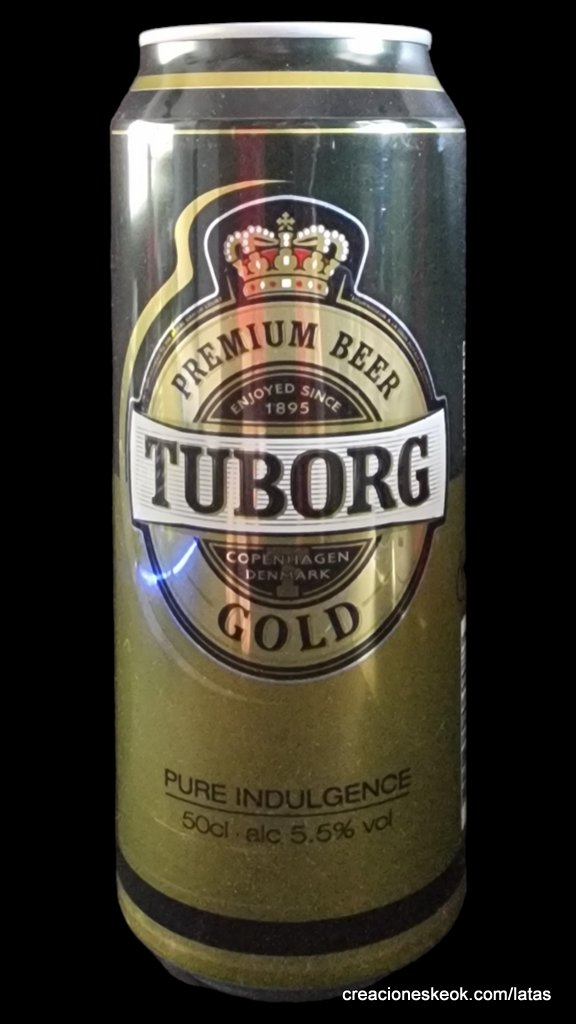 PREMIUM BEER
ENJOYED SINCE
1895
TUBORG
COPENHAGEN
DENMARK
GOLD
PURE INDULGENCE
50cl · alc 5.5% vol
creacioneskeok.com/latas